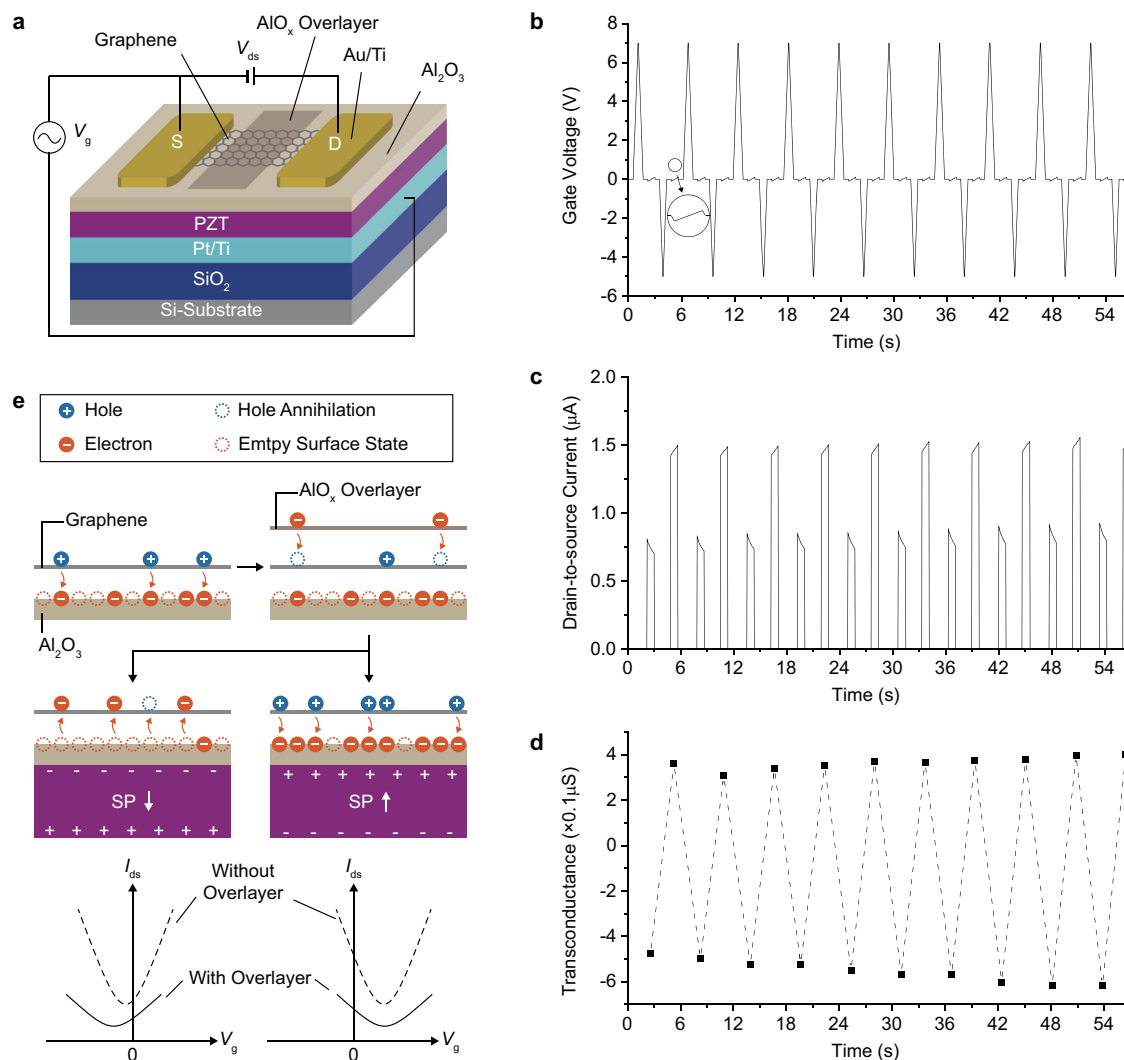 a
AlOx Overlayer
Graphene
Vds
Au/Ti
Al2O3
Vg
S
D
PZT
Pt/Ti
SiO2
Si-Substrate
b
Gate Voltage (V)
8
6
4
2
0
-2
-4
-6
0 6 12 18 24 30 36 42 48 54
Time (s)
c
Drain-to-source Current (μA)
2.0
1.5
1.0
0.5
0.0
0 6 12 18 24 30 36 42 48 54
Time (s)
d
Transconductance (×0.1μS)
4
2
0
-2
-4
-6
0 6 12 18 24 30 36 42 48 54
Time (s)
e
Hole
Hole Annihilation
Electron
Emtpy Surface State
AlOx Overlayer
Graphene
Al2O3
- - - - - - -
SP ↓
+ + + + + + +
+ + + + + + + +
SP ↑
- - - - - -
Ids
Without
Overlayer
Ids
With Overlayer
0
Vg
0
Vg